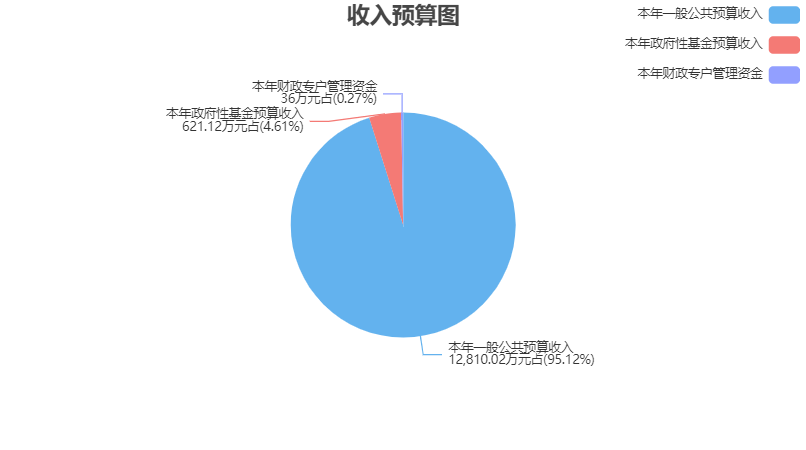 收入预算图
本年一般公共预算收入
本年政府性基金预算收入
本年财政专户管理资金
本年财政专户管理资金
36万元占(0.27%)
本年政府性基金预算收入
621.12万元占(4.61%)
本年一般公共预算收入
12,810.02万元占(95.12%)